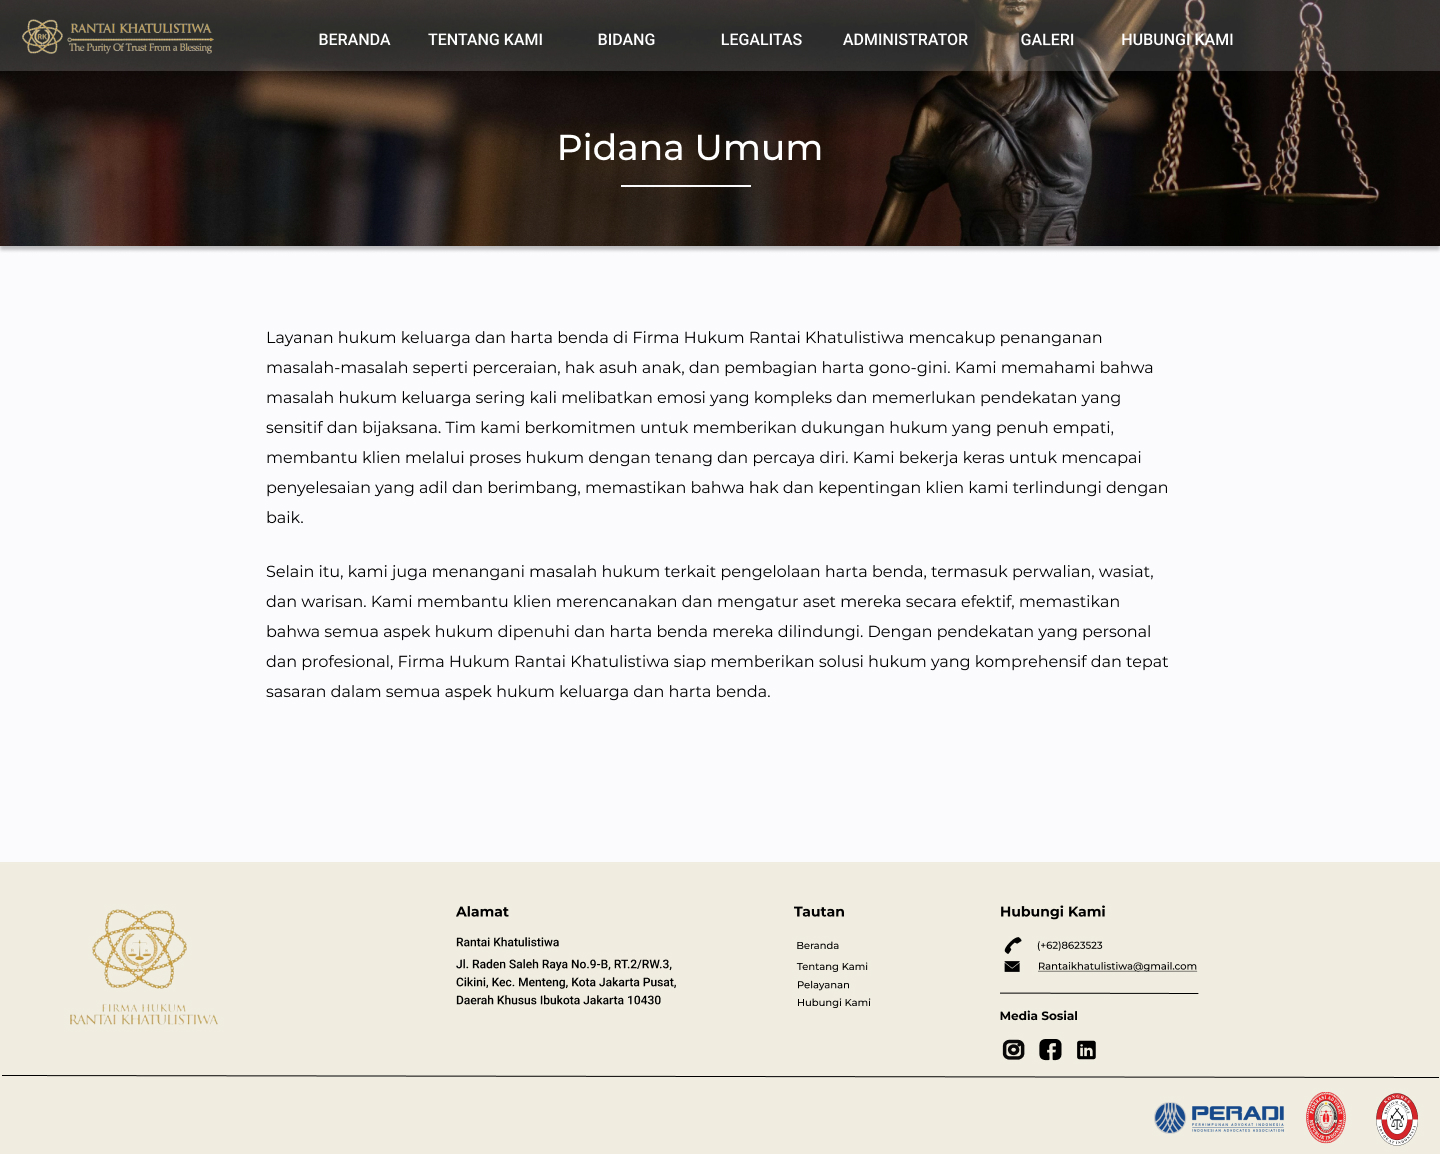 RANTAI KHATULISTIWA
The Purity Of Trust From a Blessing
BERANDA TENTANG KAMI BIDANG LEGALITAS ADMINISTRATOR GALERI HUBUNGI KAMI
Pidana Umum
Layanan hukum keluarga dan harta benda di Firma Hukum Rantai Khatulistiwa mencakup penanganan
masalah-masalah seperti perceraian, hak asuh anak, dan pembagian harta gono-gini. Kami memahami bahwa
masalah hukum keluarga sering kali melibatkan emosi yang kompleks dan memerlukan pendekatan yang
sensitif dan bijaksana. Tim kami berkomitmen untuk memberikan dukungan hukum yang penuh empati,
membantu klien melalui proses hukum dengan tenang dan percaya diri. Kami bekerja keras untuk mencapai
penyelesaian yang adil dan berimbang, memastikan bahwa hak dan kepentingan klien kami terlindungi dengan
baik.
Selain itu, kami juga menangani masalah hukum terkait pengelolaan harta benda, termasuk perwalian, wasiat,
dan warisan. Kami membantu klien merencanakan dan mengatur aset mereka secara efektif, memastikan
bahwa semua aspek hukum dipenuhi dan harta benda mereka dilindungi. Dengan pendekatan yang personal
dan profesional, Firma Hukum Rantai Khatulistiwa siap memberikan solusi hukum yang komprehensif dan tepat
sasaran dalam semua aspek hukum keluarga dan harta benda.
FIRMA HUKUM
RANTAI KHATULISTIWA
Alamat
Rantai Khatulistiwa
Jl. Raden Saleh Raya No.9-B, RT.2/RW.3,
Cikini, Kec. Menteng, Kota Jakarta Pusat,
Daerah Khusus Ibukota Jakarta 10430
Tautan
Beranda
Tentang Kami
Pelayanan
Hubungi Kami
Hubungi Kami
(+62)8623523
Rantaikhatulistiwa@gmail.com
Media Sosial
PERADI
PERHIMPUNAN ADVOKAT INDONESIA
INDONESIAN ADVOCATES ASSOCIATION